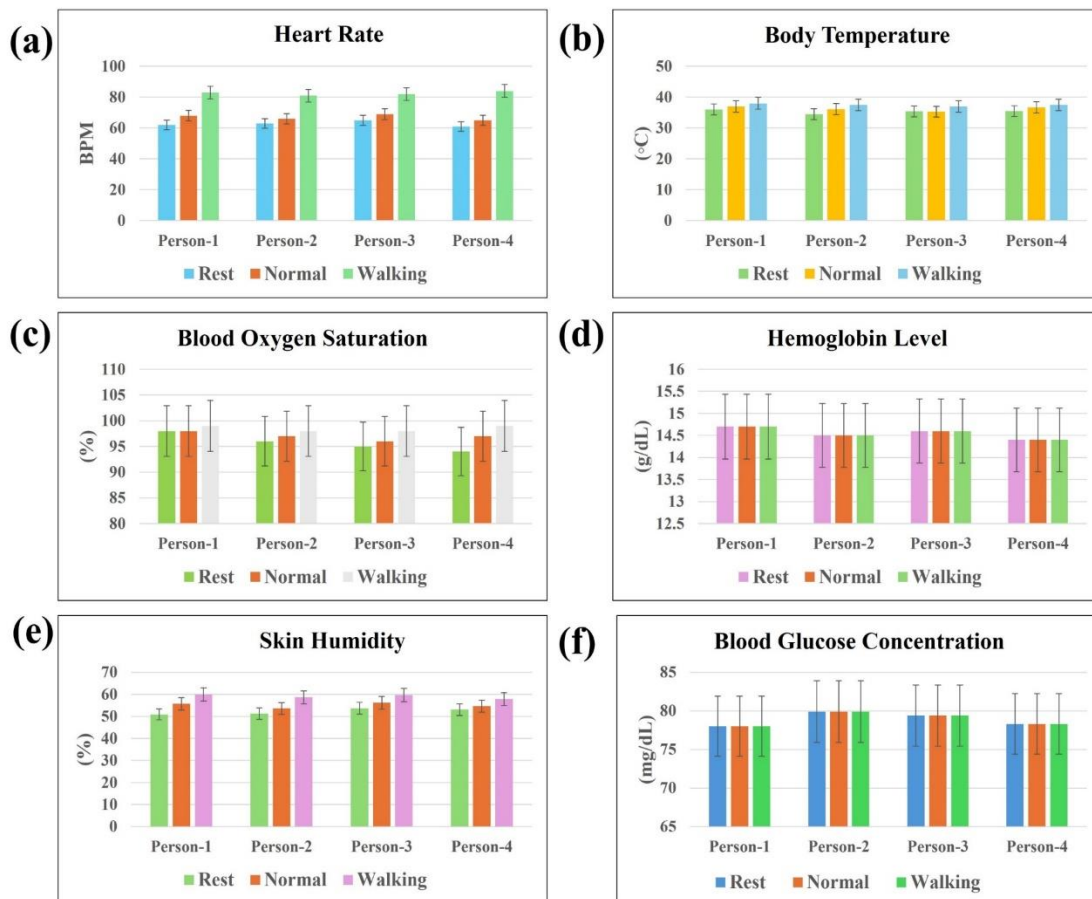 (a)
Heart Rate
BPM
100
80
60
40
20
0
Person-1 Person-2 Person-3 Person-4
Rest Normal Walking
(b)
Body Temperature
(°C)
50
40
30
20
10
0
Person-1 Person-2 Person-3 Person-4
Rest Normal Walking
(c)
Blood Oxygen Saturation
(%)
110
105
100
95
90
85
80
Person-1 Person-2 Person-3 Person-4
Rest Normal Walking
(d)
Hemoglobin Level
(g/dL)
16
15.5
15
14.5
14
13.5
13
12.5
Person-1 Person-2 Person-3 Person-4
Rest Normal Walking
(e)
Skin Humidity
(%)
70
60
50
40
30
20
10
0
Person-1 Person-2 Person-3 Person-4
Rest Normal Walking
(f)
Blood Glucose Concentration
(mg/dL)
85
80
75
70
65
Person-1 Person-2 Person-3 Person-4
Rest Normal Walking